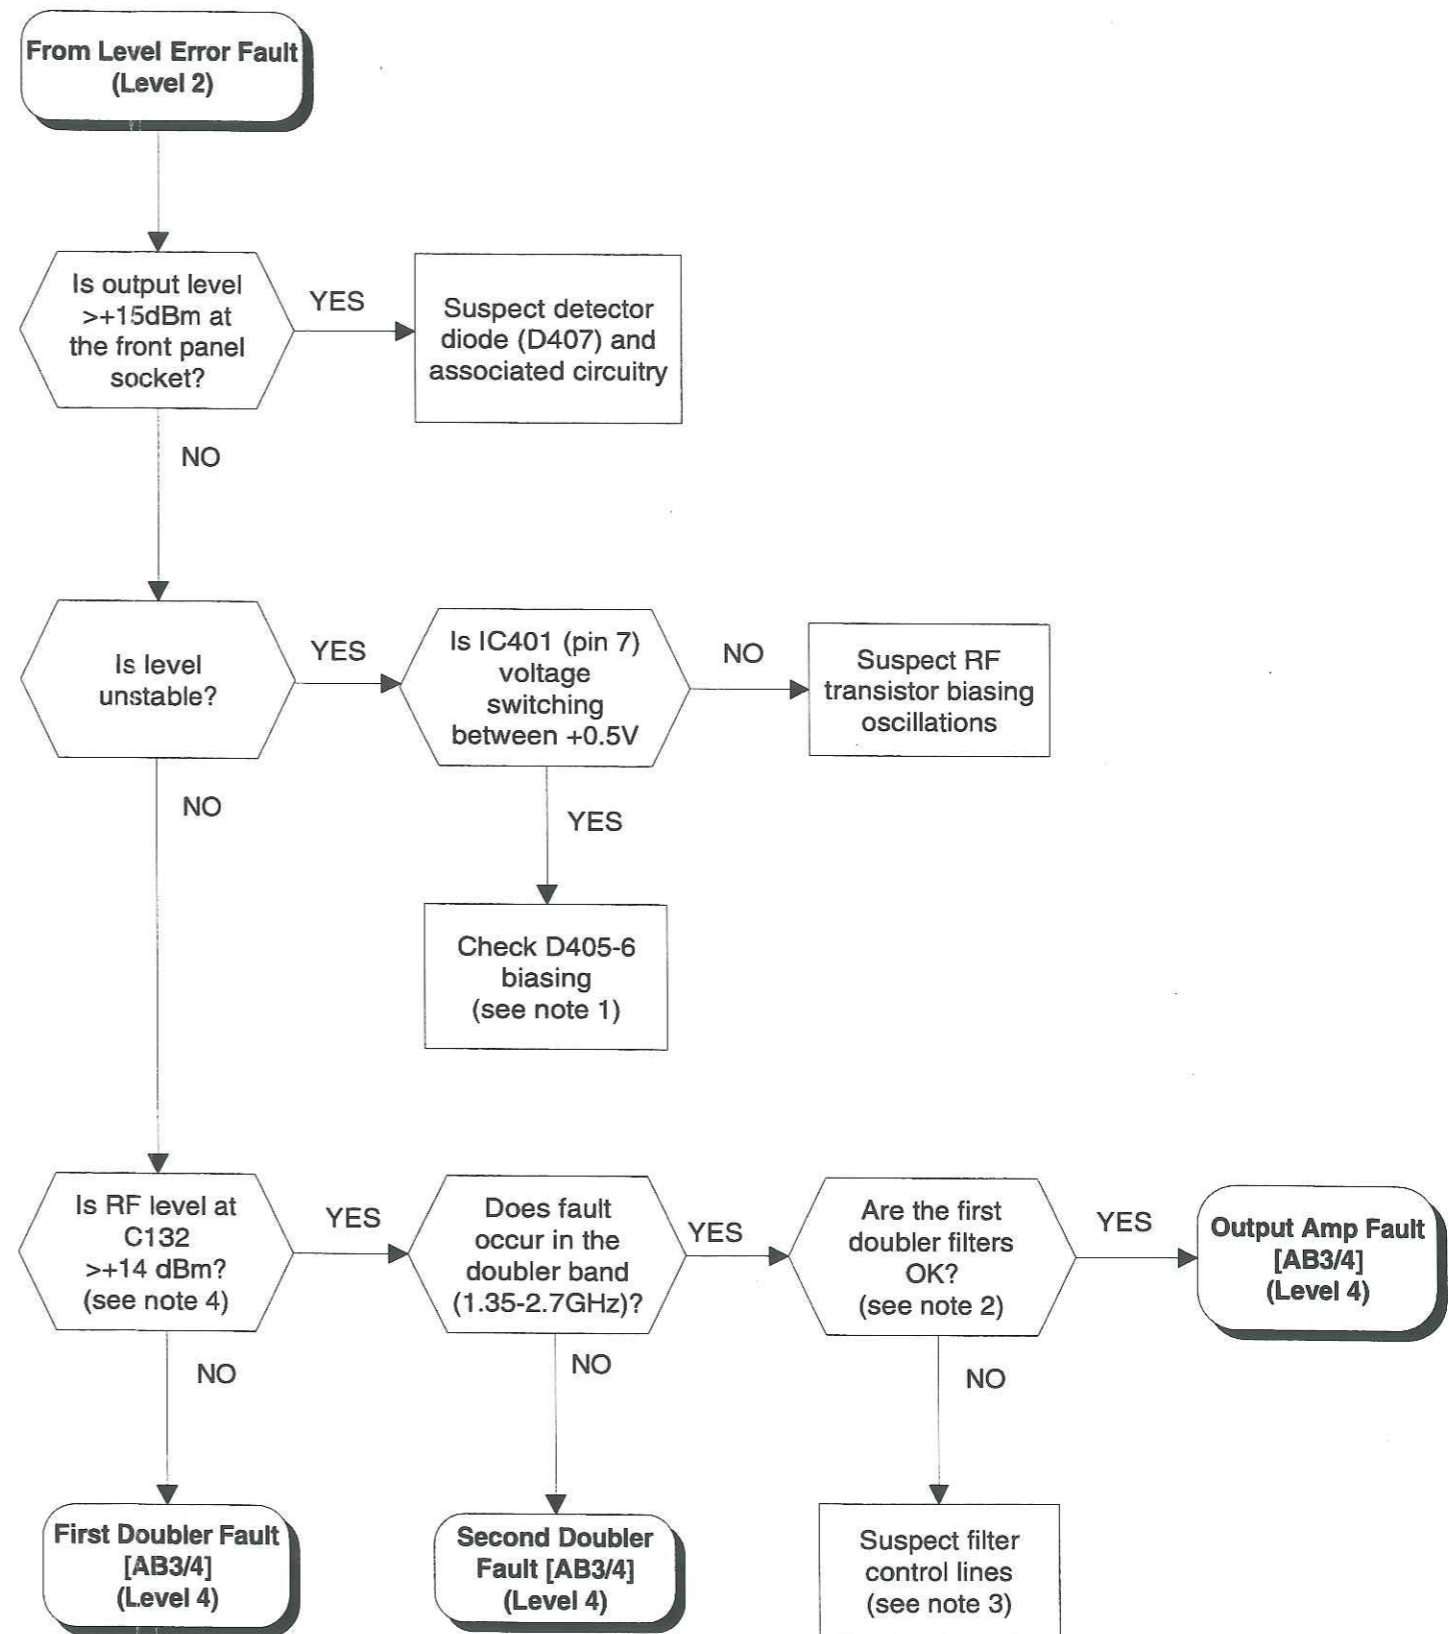 From Level Error Fault
(Level 2)
Is output level
>+15dBm at
the front panel
socket?
YES
Suspect detector
diode (D407) and
associated circuitry
NO
Is level
unstable?
YES
Is IC401 (pin 7)
voltage
switching
between +0.5V
NO
Suspect RF
transistor biasing
oscillations
NO
YES
Check D405-6
biasing
(see note 1)
Is RF level at
C132
>+14 dBm?
(see note 4)
YES
Does fault
occur in the
doubler band
(1.35-2.7GHz)?
YES
Are the first
doubler filters
OK?
(see note 2)
YES
Output Amp Fault
[AB3/4]
(Level 4)
NO
NO
NO
First Doubler Fault
[AB3/4]
(Level 4)
Second Doubler
Fault [AB3/4]
(Level 4)
Suspect filter
control lines
(see note 3)